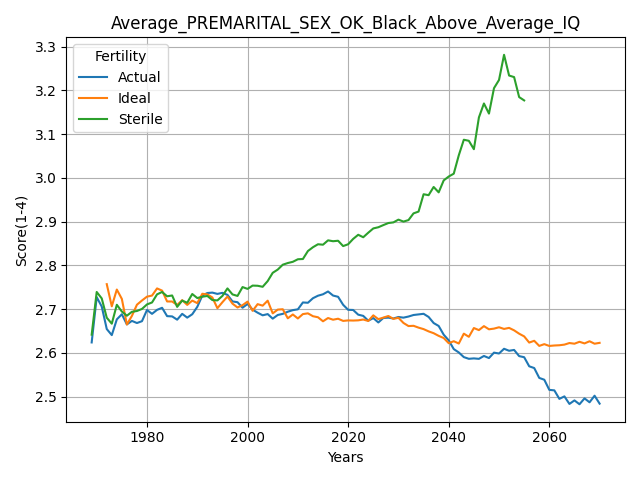 Average_PREMARITAL_SEX_OK_Black_Above_Average_IQ
Score(1-4)
3.3
3.2
3.1
3.0
2.9
2.8
2.7
2.6
2.5
Fertility
Actual
Ideal
Sterile
1980 2000 2020 2040 2060
Years